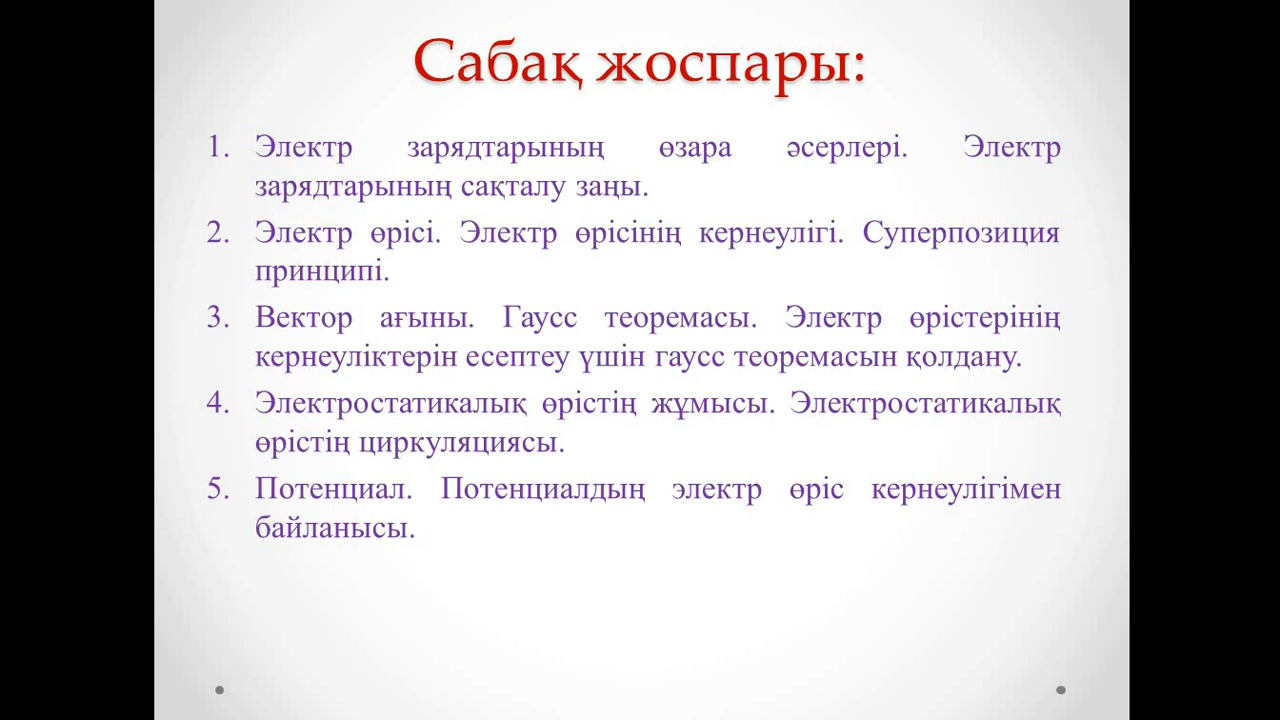 Сабақ жоспары:
1. Электр зарядтарының өзара әсерлері. Электр
зарядтарының сақталу заңы.
2. Электр өрісі. Электр өрісінің кернеулігі. Суперпозиция
принципі.
3. Вектор ағыны. Гаусс теоремасы. Электр өрістерінің
кернеуліктерін есептеу үшін гаусс теоремасын қолдану.
4. Электростатикалық өрістің жұмысы. Электростатикалық
өрістің циркуляциясы.
5. Потенциал. Потенциалдың электр өріс кернеулігімен
байланысы.